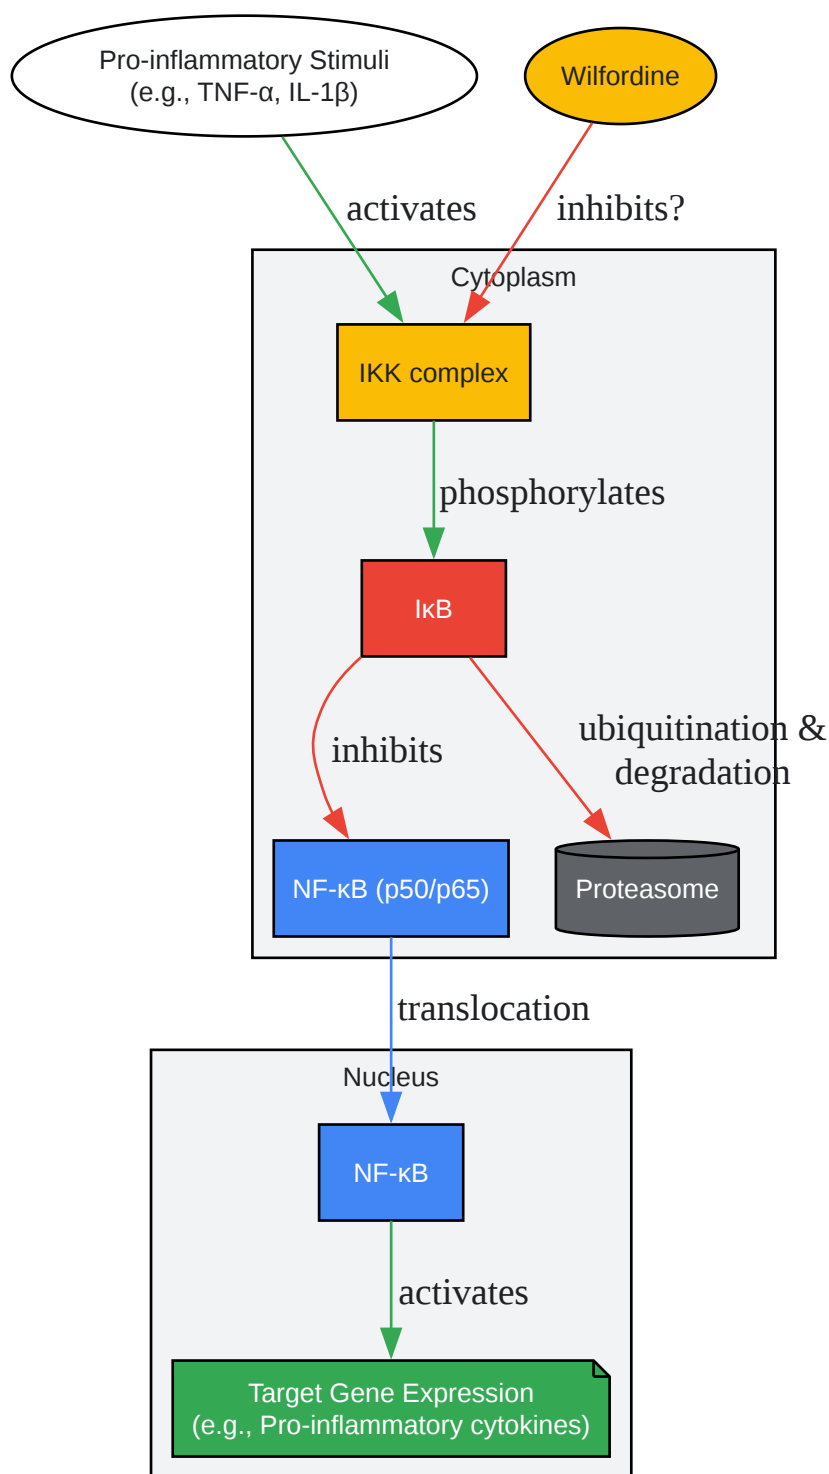 Pro-inflammatory Stimuli
(e.g., TNF-α, IL-1β)
Wilfordine
activates
inhibits?
Cytoplasm
IKK complex
phosphorylates
IκB
inhibits
ubiquitination &
degradation
NF-κB (p50/p65)
Proteasome
translocation
Nucleus
NF-κB
activates
Target Gene Expression
(e.g., Pro-inflammatory cytokines)